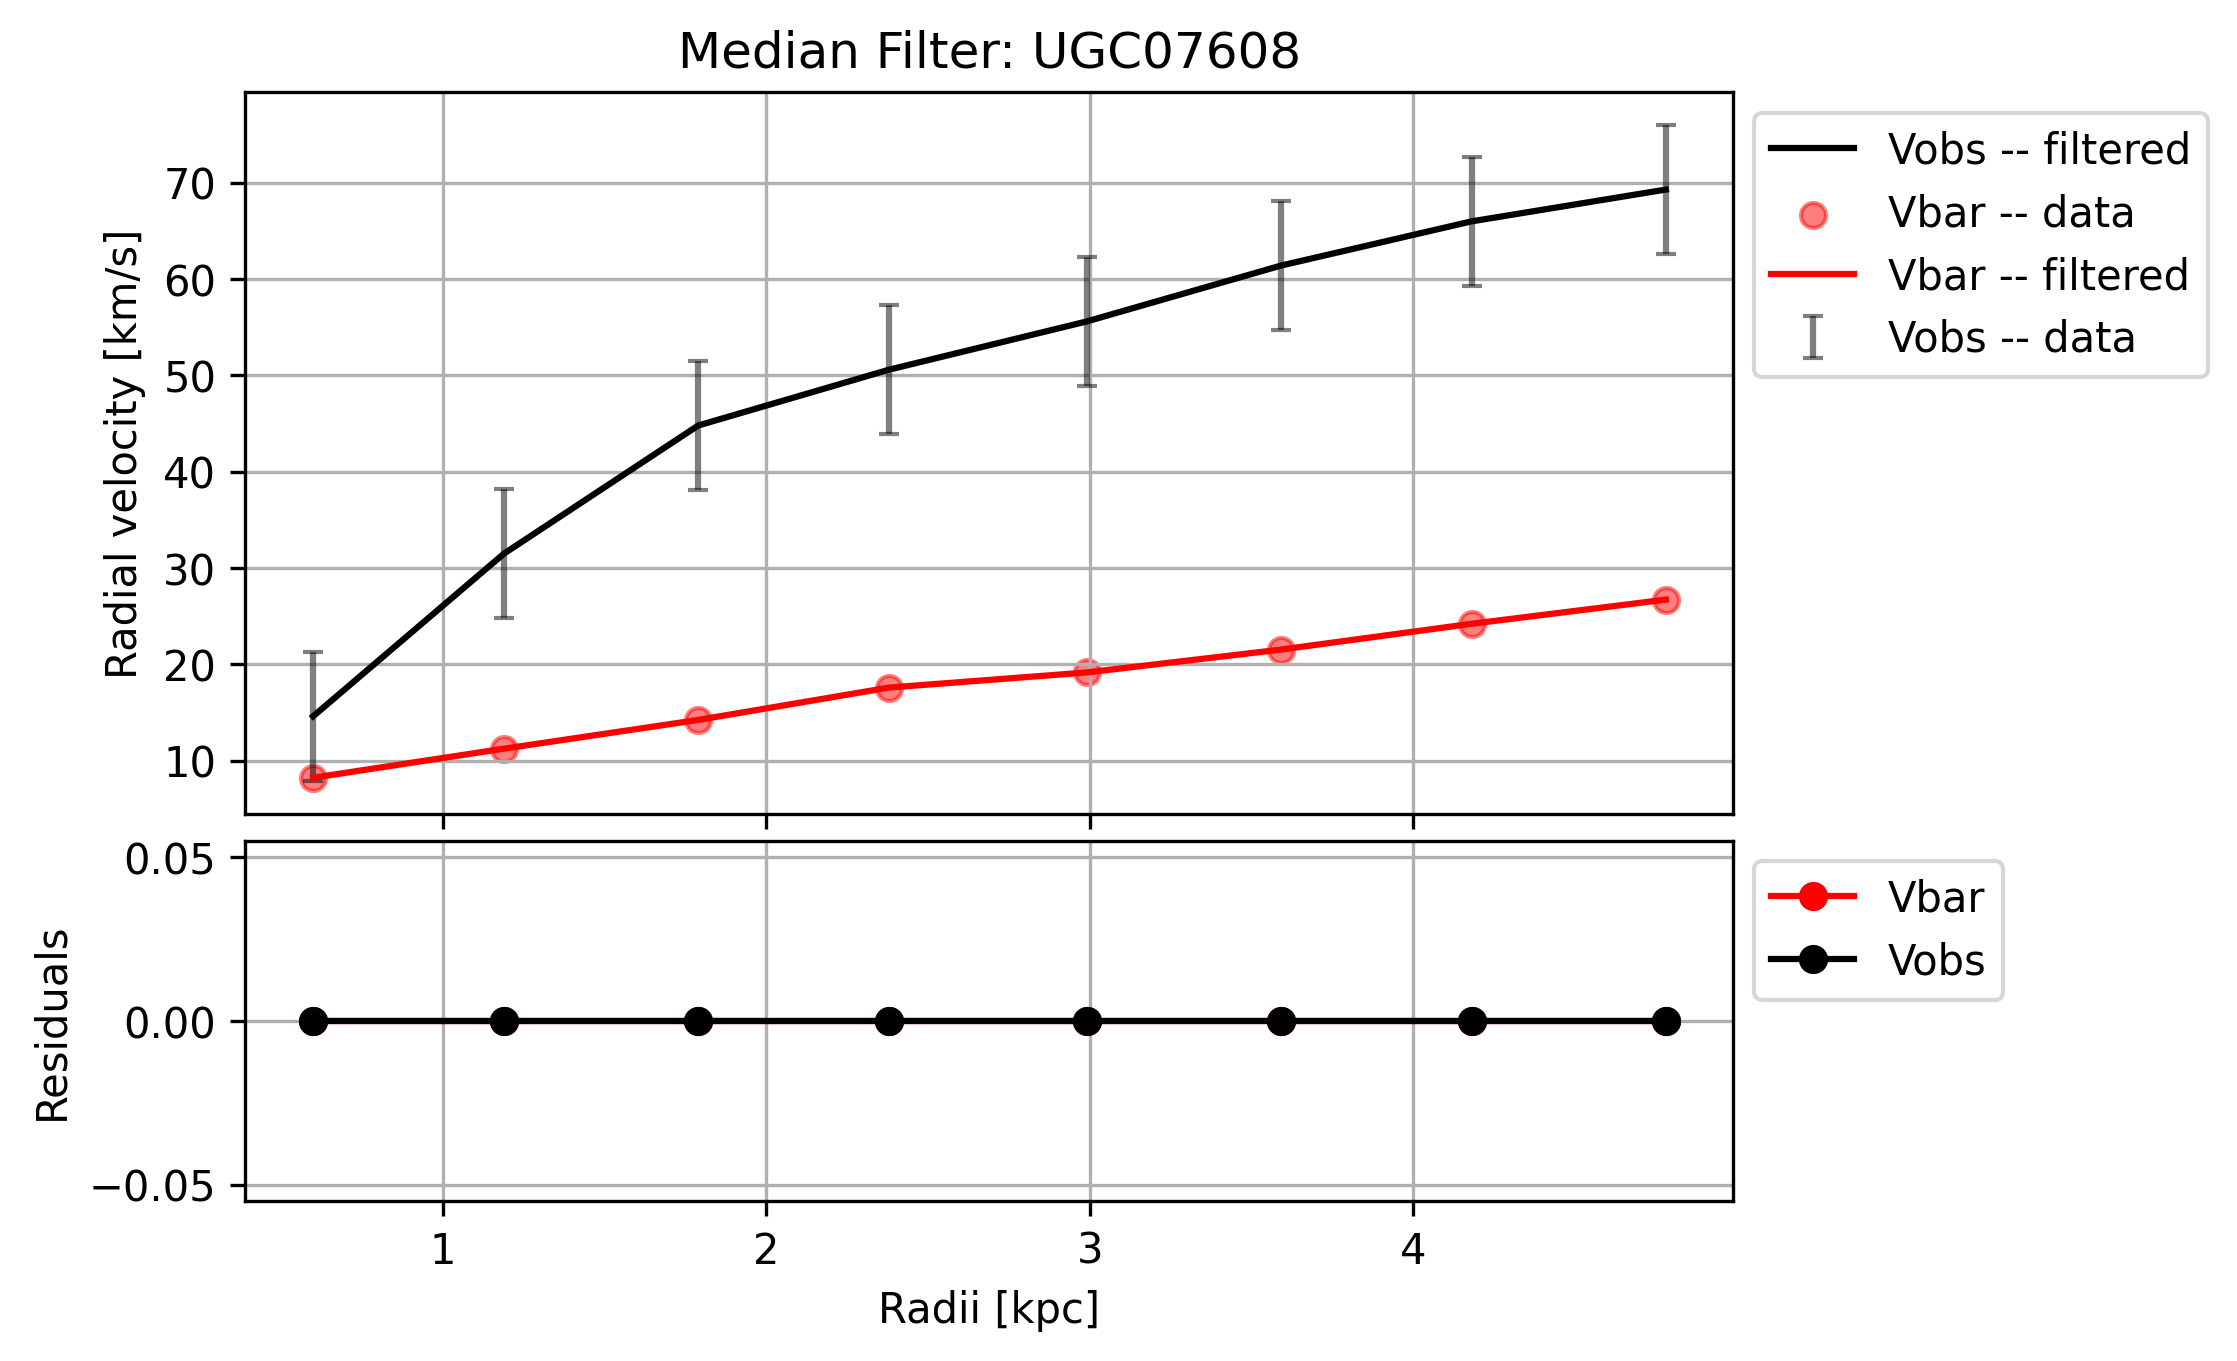 Median Filter: UGC07608
Radial velocity [km/s]
70
60
50
40
30
20
10
Vobs -- filtered
Vbar -- data
Vbar -- filtered
Vobs -- data
Residuals
0.05
0.00
−0.05
Vbar
Vobs
1 2 3 4
Radii [kpc]